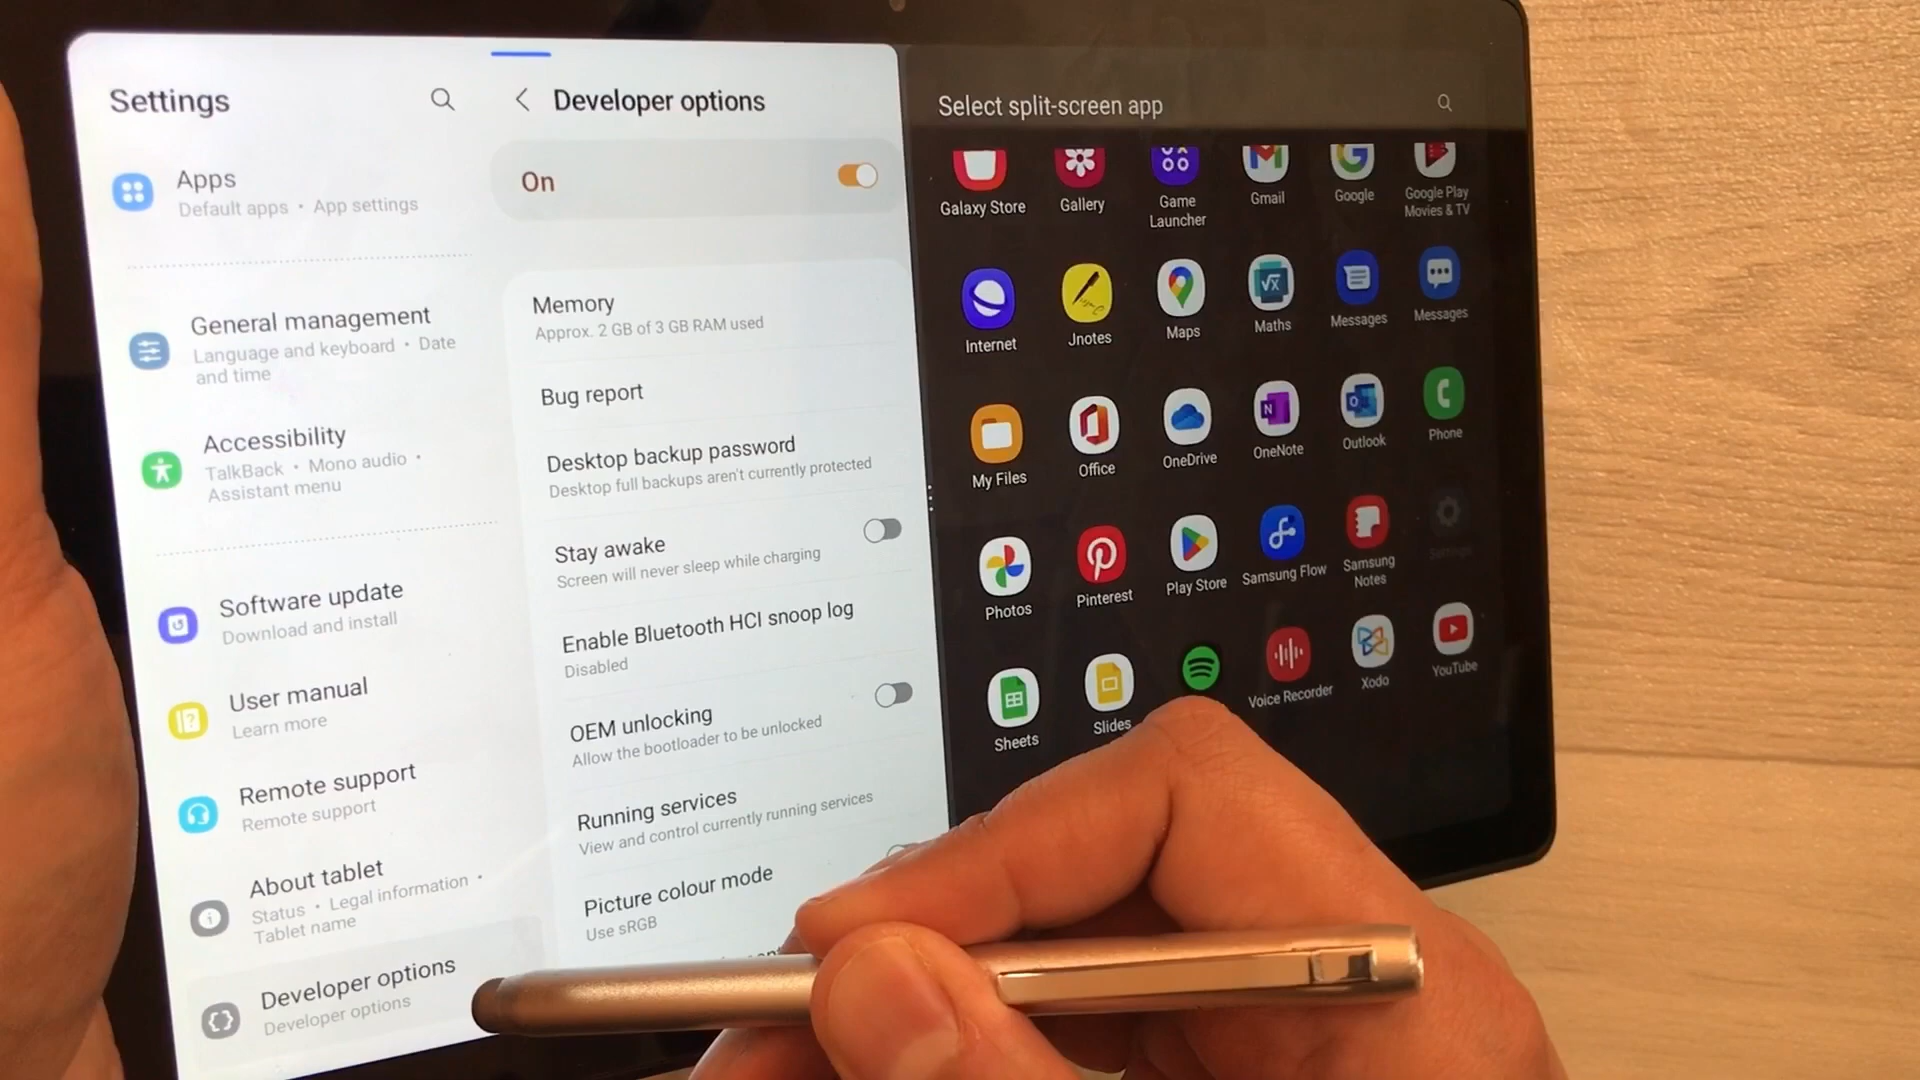 Settings
Apps
Default apps • App settings
General management
Language and keyboard • Date
and time
Accessibility
TalkBack • Mono audio •
Assistant menu
Software update
Download and install
User manual
Learn more
Remote support
Remote support
About tablet
Status • Legal information •
Tablet name
Developer options
Developer options
Developer options
On
Memory
Approx. 2 GB of 3 GB RAM used
Bug report
Desktop backup password
Desktop full backups aren't currently protected
Stay awake
Screen will never sleep while charging
Enable Bluetooth HCI snoop log
Disabled
OEM unlocking
Allow the bootloader to be unlocked
Running services
View and control currently running services
Picture colour mode
Use sRGB
Select split-screen app
Galaxy Store
Gallery
Game
Launcher
Gmail
Google
Google Play
Movies & TV
Internet
Jnotes
Maps
Maths
Messages
Messages
My Files
Office
OneDrive
OneNote
Outlook
Phone
Photos
Pinterest
Play Store
Samsung Flow
Samsung
Notes
Settings
Sheets
Slides
Voice Recorder
Xodo
YouTube